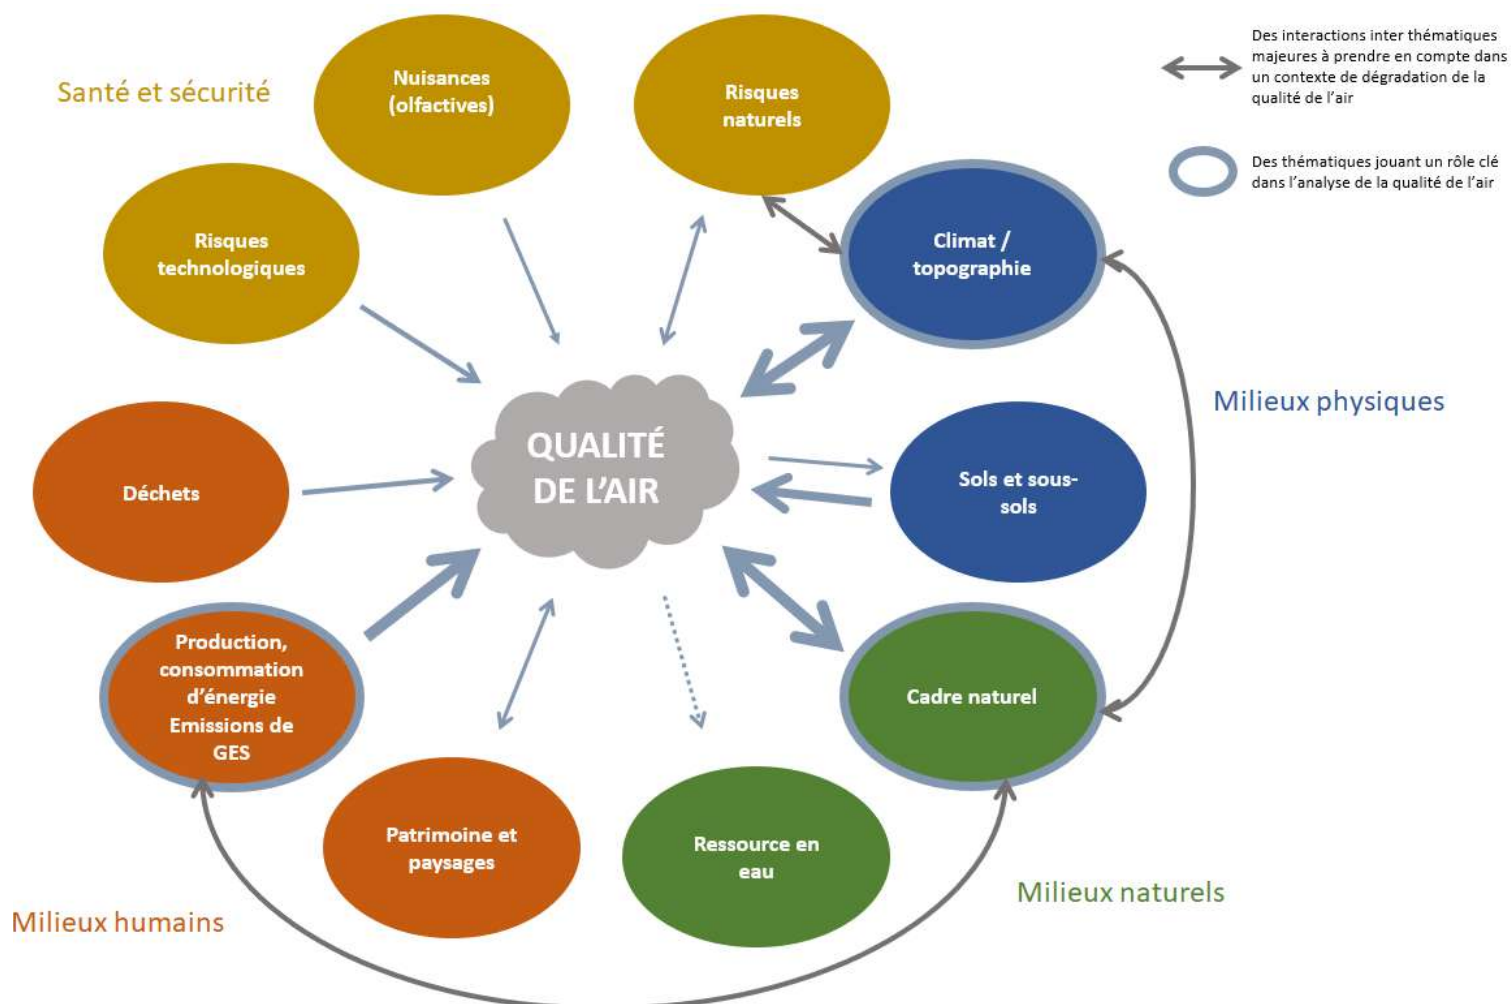 Santé et sécurité
Nuisances
(olfactives)
Risques
naturels
Des interactions inter thématiques
majeures à prendre en compte dans
un contexte de dégradation de la
qualité de l'air
Des thématiques jouant un rôle clé
dans l'analyse de la qualité de l'air
Risques
technologiques
Climat /
topographie
Milieux physiques
QUALITÉ
DE L'AIR
Déchets
Sols et sous-
sols
Production,
consommation
d'énergie
Emissions de
GES
Cadre naturel
Patrimoine et
paysages
Ressource en
eau
Milieux naturels
Milieux humains